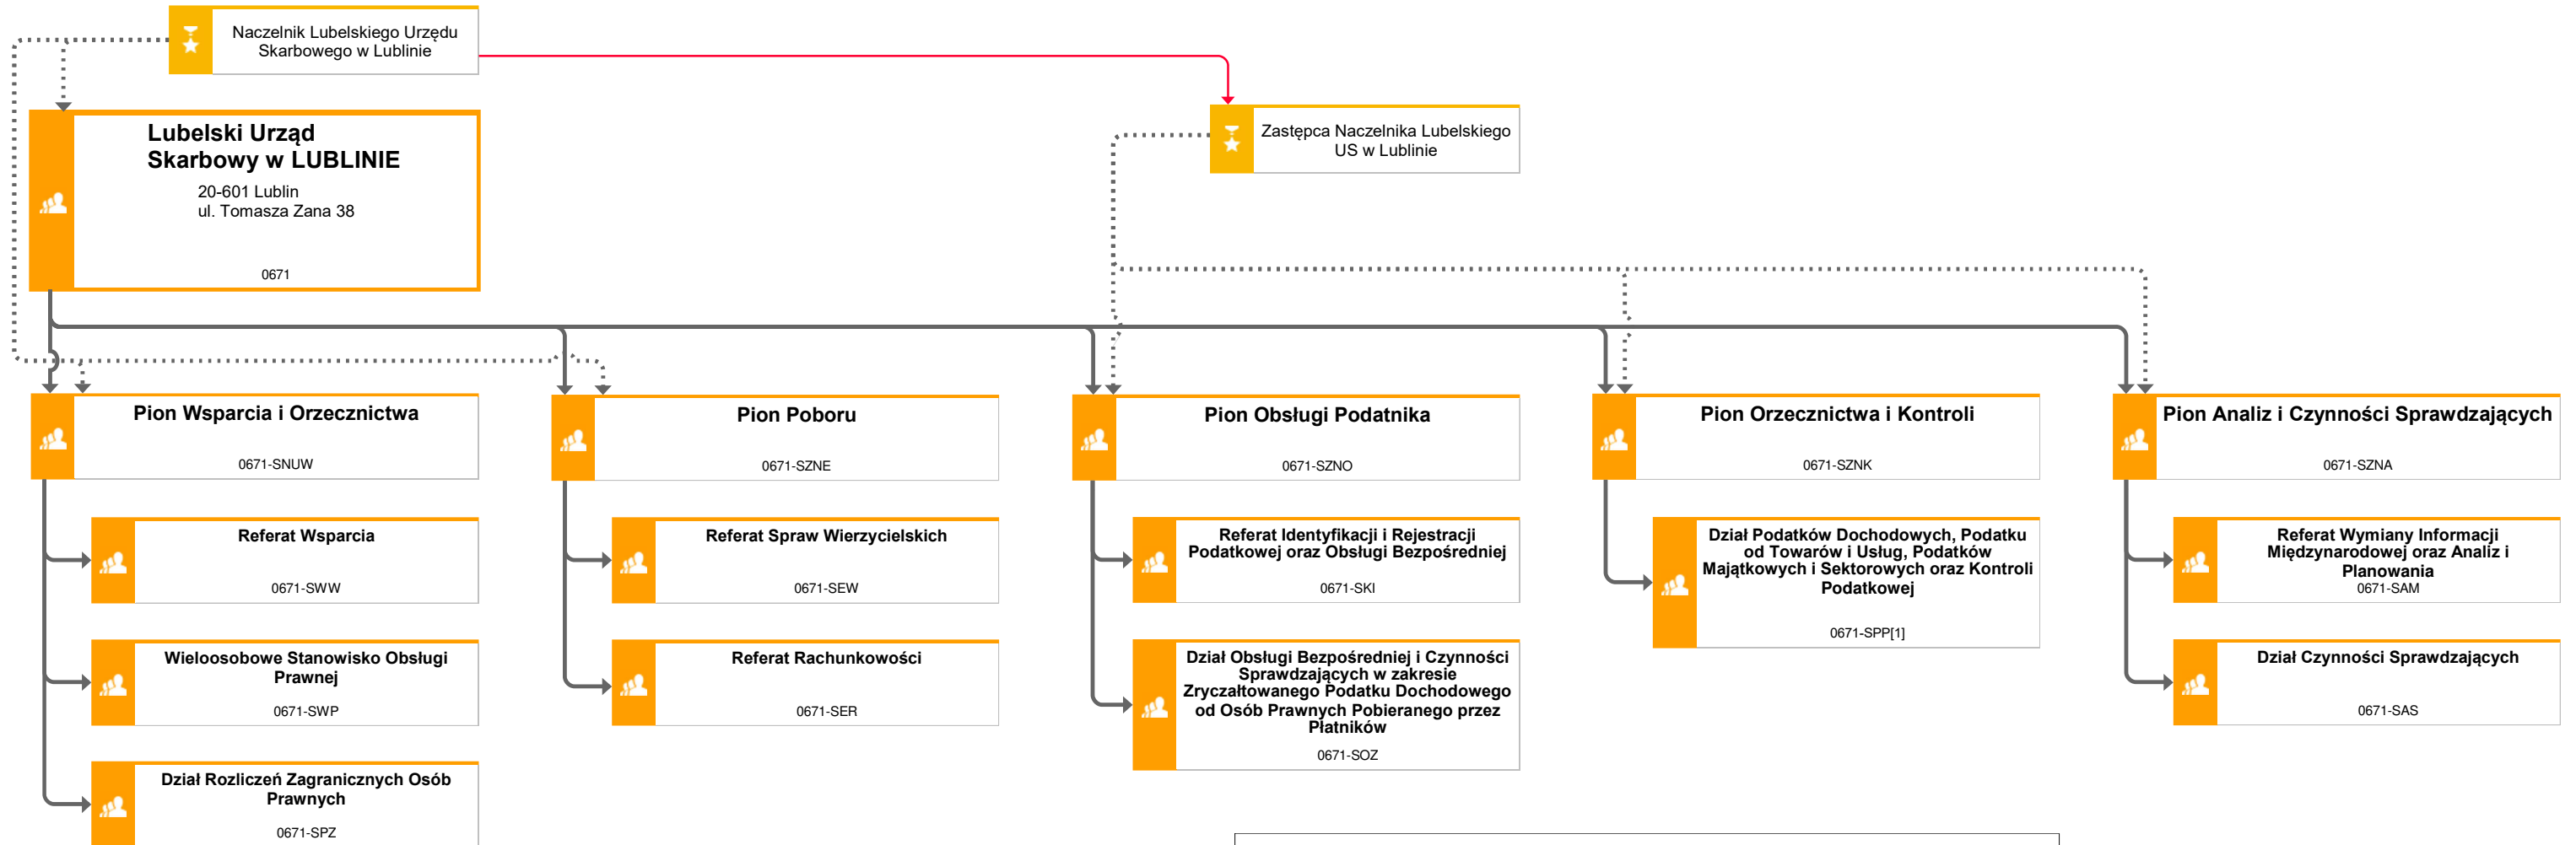 Naczelnik Lubelskiego Urzędu
Skarbowego w Lublinie
Zastępca Naczelnika Lubelskiego
US w Lublinie
Lubelski Urząd
Skarbowy w LUBLINIE
20-601 Lublin
ul. Tomasza Zana 38
0671
Pion Wsparcia i Orzecznictwa
0671-SNUW
Referat Wsparcia
0671-SWW
Wieloosobowe Stanowisko Obsługi
Prawnej
0671-SWP
Dział Rozliczeń Zagranicznych Osób
Prawnych
0671-SPZ
Pion Poboru
0671-SZNE
Referat Spraw Wierzycielskich
0671-SEW
Referat Rachunkowości
0671-SER
Pion Obsługi Podatnika
0671-SZNO
Referat Identyfikacji i Rejestracji
Podatkowej oraz Obsługi Bezpośredniej
0671-SKI
Dział Obsługi Bezpośredniej i Czynności
Sprawdzających w zakresie
Zryczałtowanego Podatku Dochodowego
od Osób Prawnych Pobieranego przez
Płatników
0671-SOZ
Pion Orzecznictwa i Kontroli
0671-SZNK
Dział Podatków Dochodowych, Podatku
od Towarów i Usług, Podatków
Majątkowych i Sektorowych oraz Kontroli
Podatkowej
0671-SPP[1]
Pion Analiz i Czynności Sprawdzających
0671-SZNA
Referat Wymiany Informacji
Międzynarodowej oraz Analiz i
Planowania
0671-SAM
Dział Czynności Sprawdzających
0671-SAS